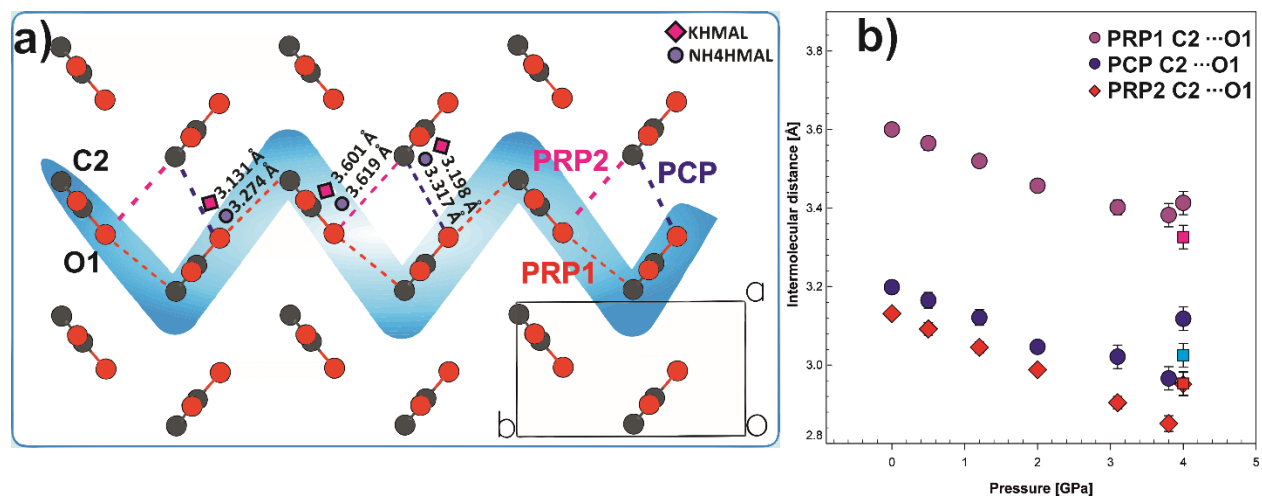 a)
KHMAL
NH4HMAL
C2
O1
3.131 Å
3.274 Å
3.601 Å
3.619 Å
3.198 Å
3.317 Å
PRP2
PCP
PRP1
a
b
O
b)
PRP1 C2 ···O1
PCP C2 ···O1
PRP2 C2 ···O1
Intermolecular distance [Å]
3.8
3.6
3.4
3.2
3.0
2.8
0
1
2
3
4
5
Pressure [GPa]